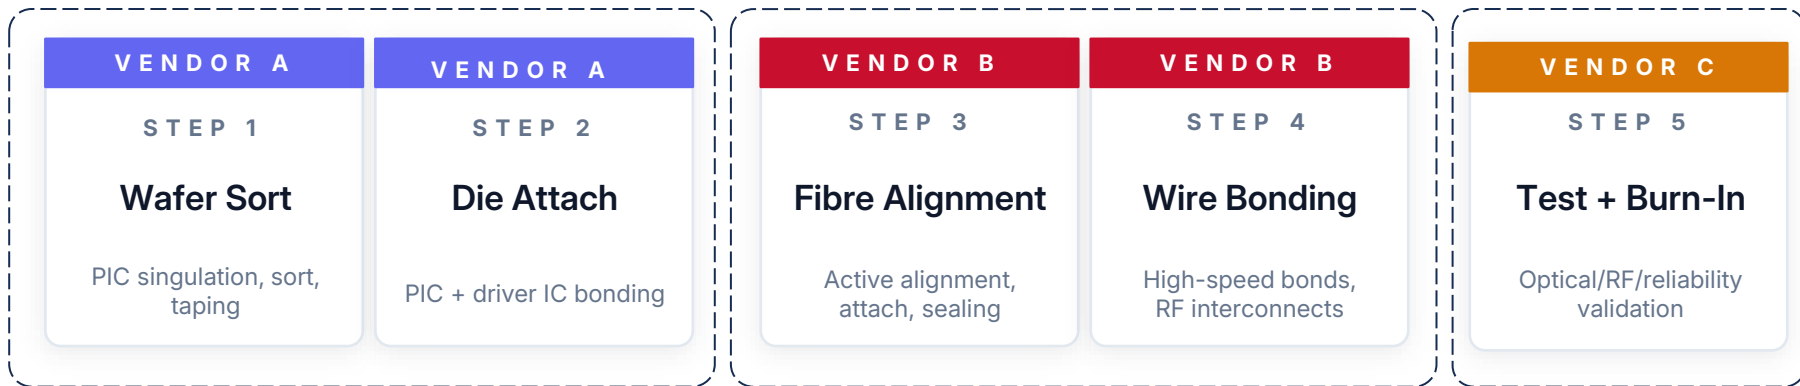 VENDOR A
STEP 1
Wafer Sort
PIC singulation, sort,
taping
VENDOR A
STEP 2
Die Attach
PIC + driver IC bonding
VENDOR B
STEP 3
Fibre Alignment
Active alignment,
attach, sealing
VENDOR B
STEP 4
Wire Bonding
High-speed bonds,
RF interconnects
VENDOR C
STEP 5
Test + Burn-In
Optical/RF/reliability
validation